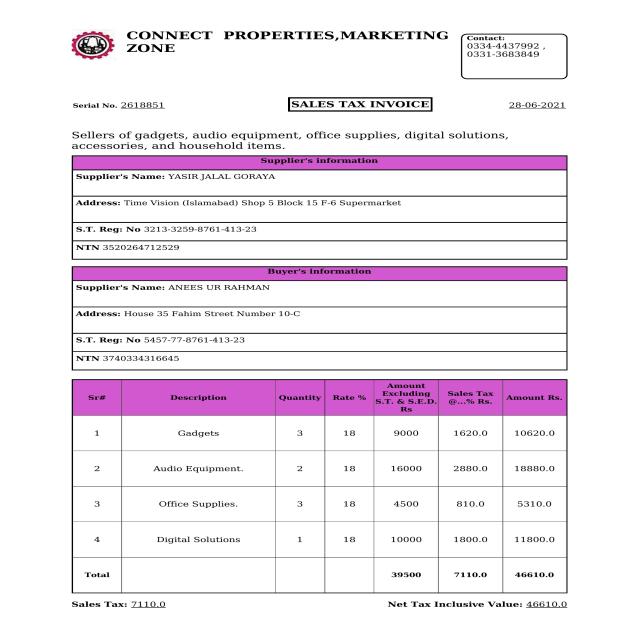 CONNECT PROPERTIES,MARKETING
ZONE
Contact:
0334-4437992 ,
0331-3683849
Serial No. 2618851
SALES TAX INVOICE
28-06-2021
Sellers of gadgets, audio equipment, office supplies, digital solutions,
accessories, and household items.
Supplier's information
Supplier's Name: YASIR JALAL GORAYA
Address: Time Vision (Islamabad) Shop 5 Block 15 F-6 Supermarket
S.T. Reg: No 3213-3259-8761-413-23
NTN 3520264712529
Buyer's information
Supplier's Name: ANEES UR RAHMAN
Address: House 35 Fahim Street Number 10-C
S.T. Reg: No 5457-77-8761-413-23
NTN 3740334316645
Sr# Description Quantity Rate % Amount Excluding S.T. & S.E.D. Rs Sales Tax @...% Rs. Amount Rs.
1 Gadgets 3 18 9000 1620.0 10620.0
2 Audio Equipment. 2 18 16000 2880.0 18880.0
3 Office Supplies. 3 18 4500 810.0 5310.0
4 Digital Solutions 1 18 10000 1800.0 11800.0
Total 39500 7110.0 46610.0
Sales Tax: 7110.0
Net Tax Inclusive Value: 46610.0